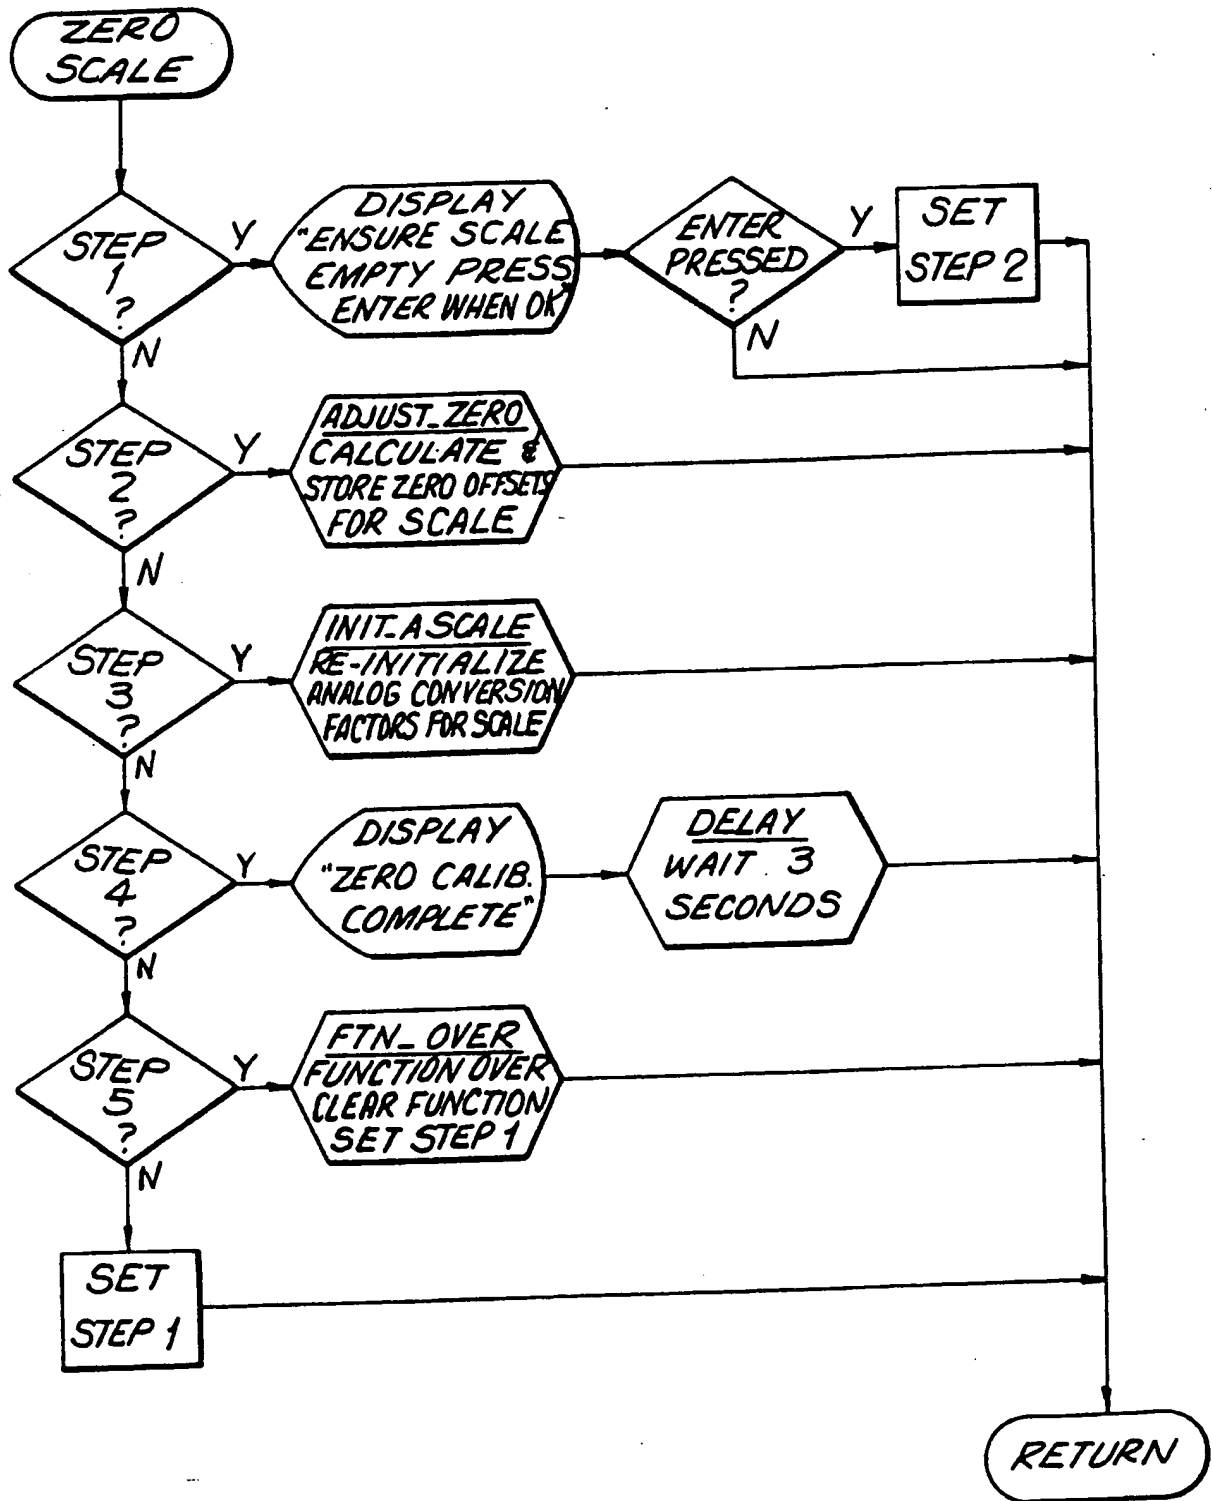 ZERO
SCALE
STEP
1
?
Y
DISPLAY
"ENSURE SCALE
EMPTY PRESS
ENTER WHEN OK"
ENTER
PRESSED
?
Y
SET
STEP 2
N
N
STEP
2
?
Y
ADJUST_ZERO
CALCULATE &
STORE ZERO OFFSETS
FOR SCALE
N
STEP
3
?
Y
INIT_ASCALE
RE-INITIALIZE
ANALOG CONVERSION
FACTORS FOR SCALE
N
STEP
4
?
Y
DISPLAY
"ZERO CALIB.
COMPLETE"
DELAY
WAIT 3
SECONDS
N
STEP
5
?
Y
FTN_OVER
FUNCTION OVER
CLEAR FUNCTION
SET STEP 1
N
SET
STEP 1
RETURN